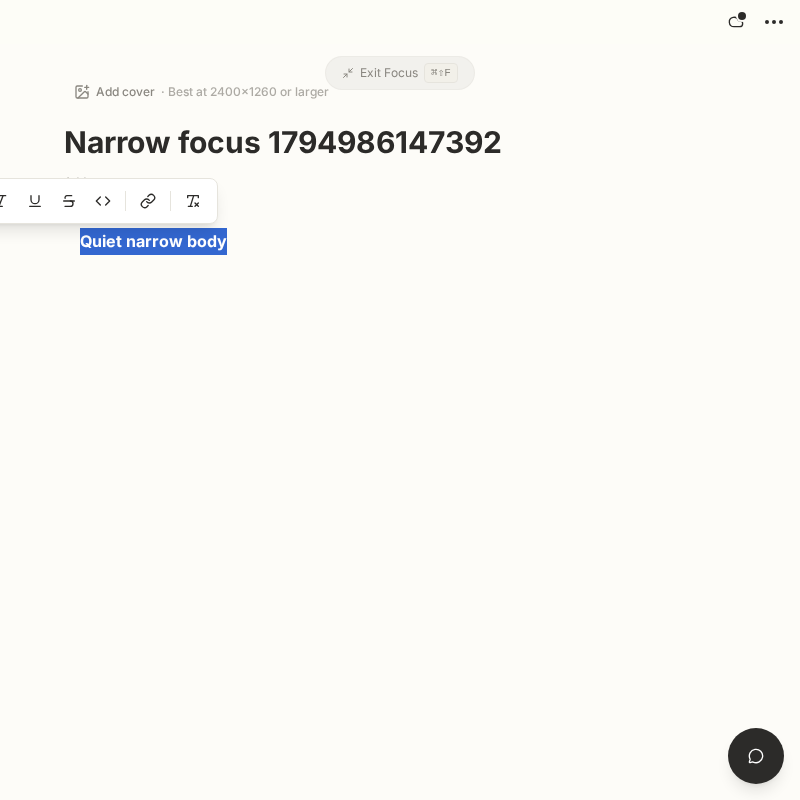 Exit Focus ⌘⇧F
Add cover · Best at 2400×1260 or larger
Narrow focus 1794986147392
Quiet narrow body